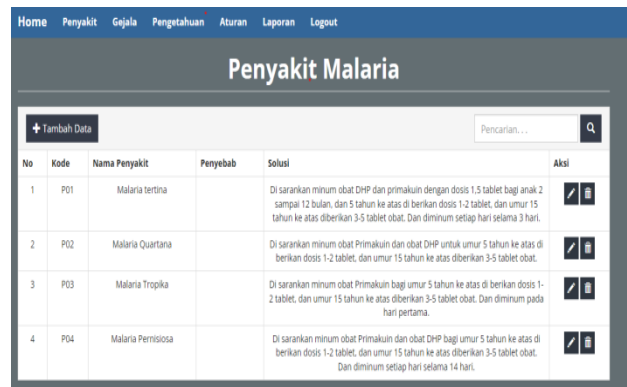 Home Penyakit Gejala Pengetahuan Aturan Laporan Logout
Penyakit Malaria
Tambah Data
Pencarian...
No Kode Nama Penyakit Penyebab Solusi Aksi
1 P01 Malaria tertina Di sarankan minum obat DHP dan primakuin dengan dosis 1,5 tablet bagi anak 2
sampai 12 bulan, dan 5 tahun ke atas di berikan dosis 1-2 tablet, dan umur 15
tahun ke atas diberikan 3-5 tablet obat. Dan diminum setiap hari selama 3 hari.
2 P02 Malaria Quartana Di sarankan minum obat Primakuin dan obat DHP untuk umur 5 tahun ke atas di
berikan dosis 1-2 tablet, dan umur 15 tahun ke atas diberikan 3-5 tablet obat.
3 P03 Malaria Tropika Di sarankan minum obat Primakuin bagi umur 5 tahun ke atas di berikan dosis 1-
2 tablet, dan umur 15 tahun ke atas diberikan 3-5 tablet obat. Dan diminum pada
hari pertama.
4 P04 Malaria Pernisiosa Di sarankan minum obat Primakuin dan obat DHP bagi umur 5 tahun ke atas di
berikan dosis 1-2 tablet, dan umur 15 tahun ke atas diberikan 3-5 tablet obat.
Dan diminum setiap hari selama 14 hari.